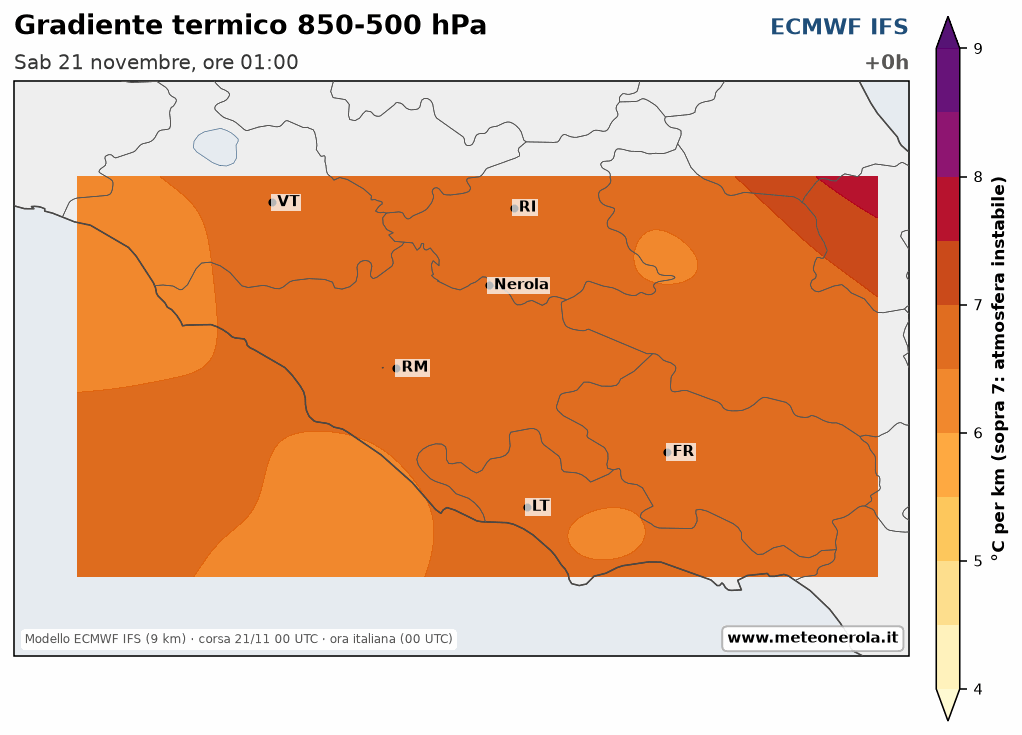 Gradiente termico 850-500 hPa
ECMWF IFS
Sab 21 novembre, ore 01:00
+0h
VT
RI
Nerola
RM
FR
LT
Modello ECMWF IFS (9 km) · corsa 21/11 00 UTC · ora italiana (00 UTC)
www.meteonerola.it
9
8
7
6
5
4
°C per km (sopra 7: atmosfera instabile)